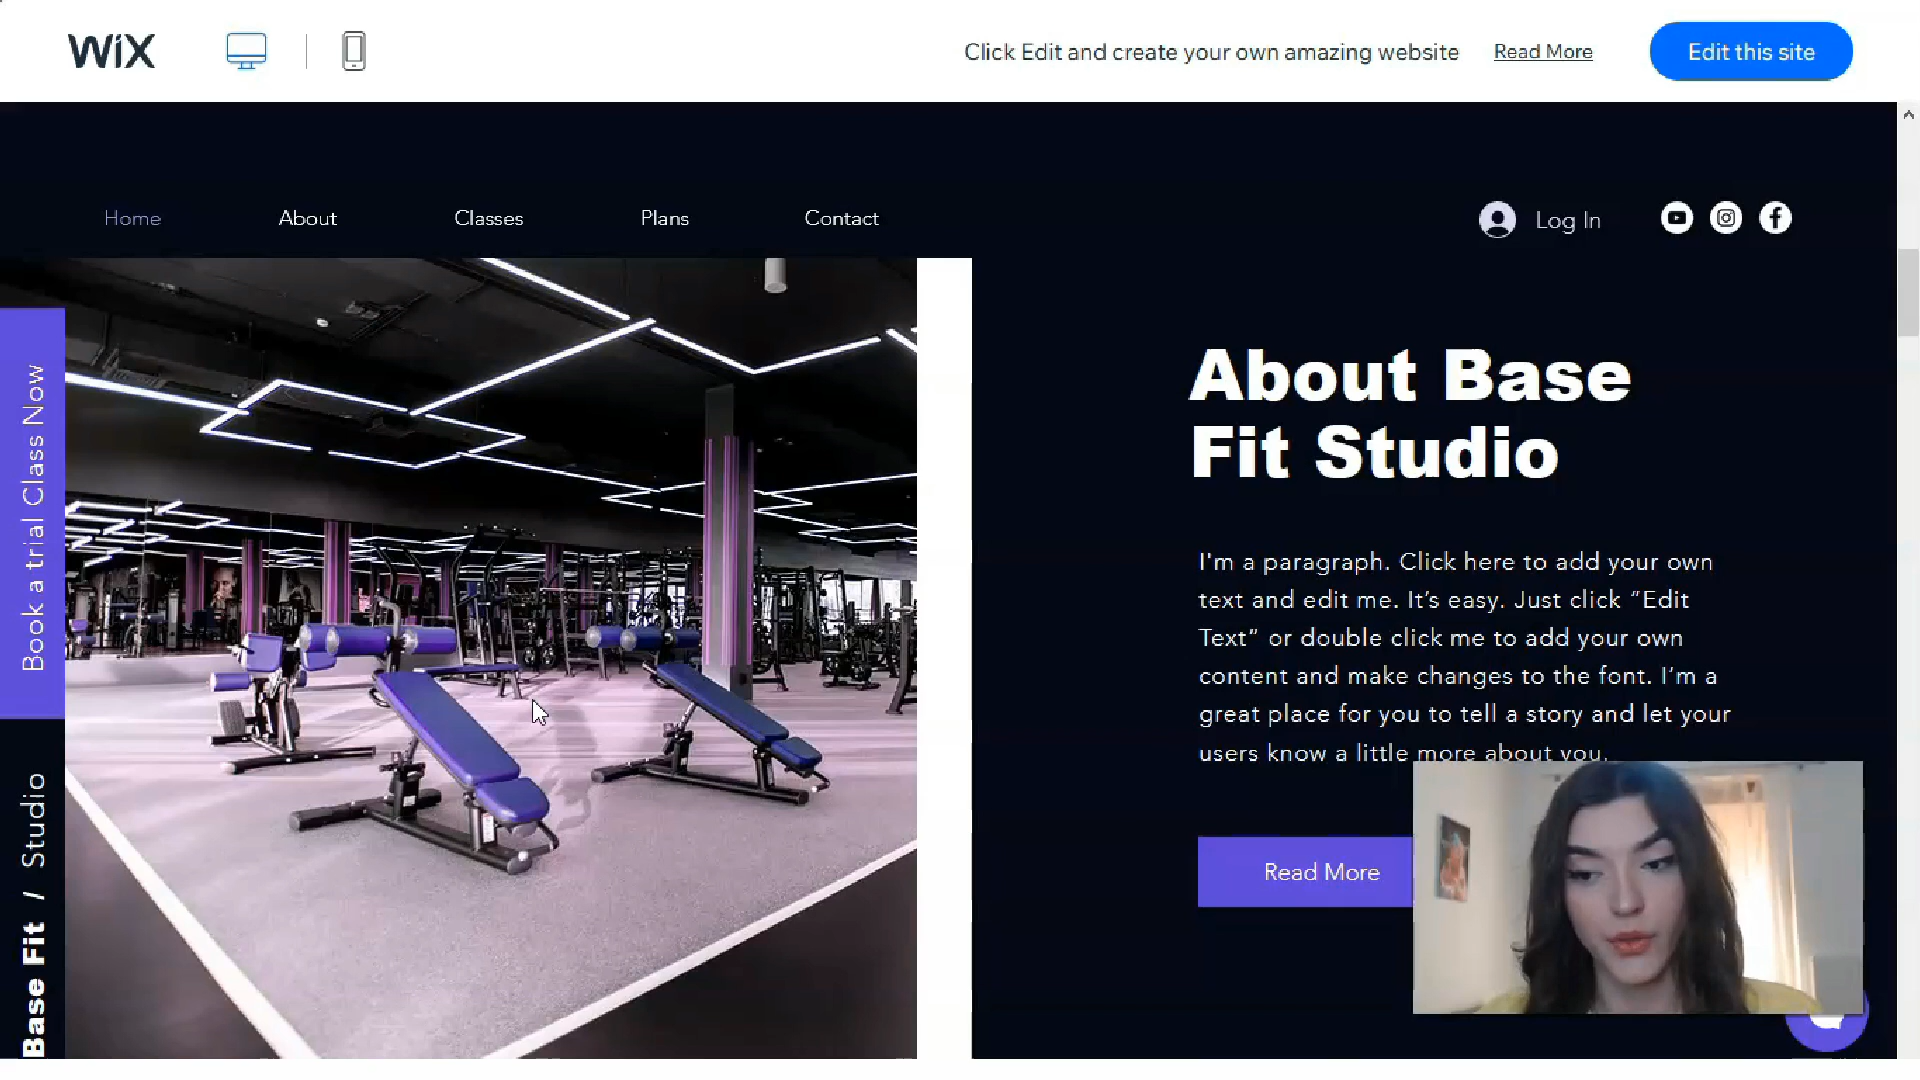 WiX
Click Edit and create your own amazing website
Read More
Edit this site
Home
About
Classes
Plans
Contact
Log In
Book a trial Class Now
Base Fit / Studio
About Base
Fit Studio
I'm a paragraph. Click here to add your own
text and edit me. It’s easy. Just click “Edit
Text” or double click me to add your own
content and make changes to the font. I’m a
great place for you to tell a story and let your
users know a little more about you.
Read More